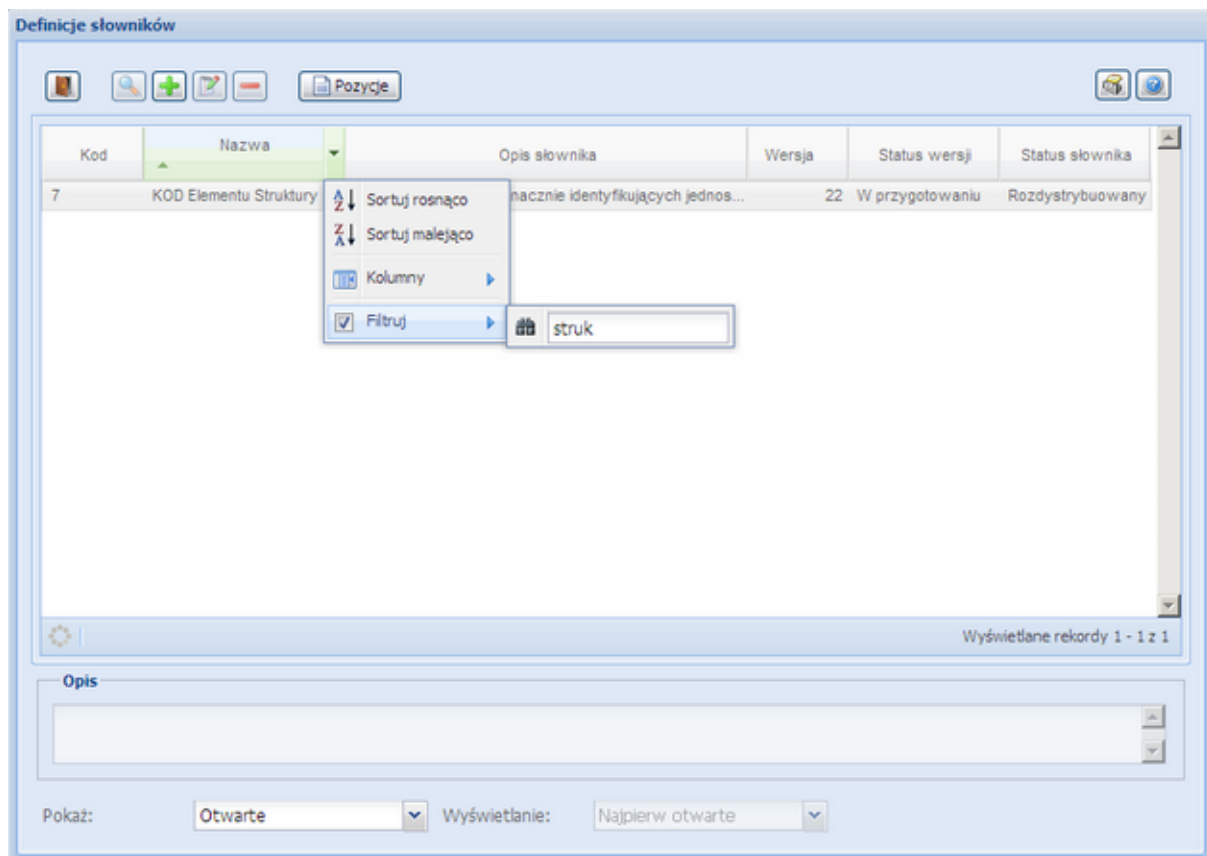 Definicje słowników
Pozycje
Kod Nazwa Opis słownika Wersja Status wersji Status słownika
7 KOD Elementu Struktury nacznie identyfikujących jednos... 22 W przygotowaniu Rozdystrybuowany
Sortuj rosnąco
Sortuj malejąco
Kolumny
Filtruj struk
Wyświetlane rekordy 1 - 1 z 1
Opis
Pokaż: Otwarte Wyświetlanie: Najpierw otwarte